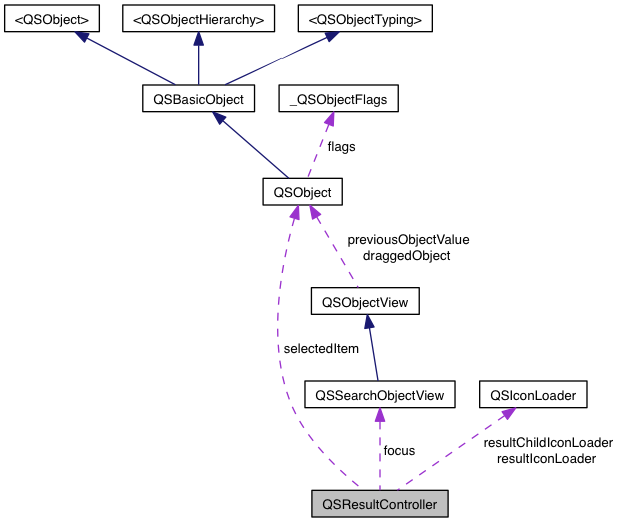 <QSObject>
<QSObjectHierarchy>
<QSObjectTyping>
QSBasicObject
_QSObjectFlags
flags
QSObject
previousObjectValue
draggedObject
QSObjectView
selectedItem
QSSearchObjectView
QSIconLoader
focus
resultChildIconLoader
resultIconLoader
QSResultController